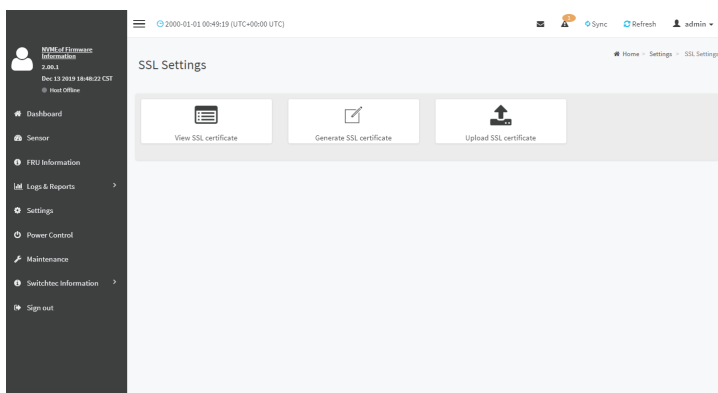 2000-01-01 00:49:19 (UTC+00:00 UTC)
Sync
Refresh
admin
NVMEof Firmware
Information
2.00.1
Dec 13 2019 18:48:22 CST
Host Offline
Dashboard
Sensor
FRU Information
Logs & Reports
Settings
Power Control
Maintenance
Switchtec Information
Sign out
SSL Settings
Home > Settings > SSL Settings
View SSL certificate
Generate SSL certificate
Upload SSL certificate